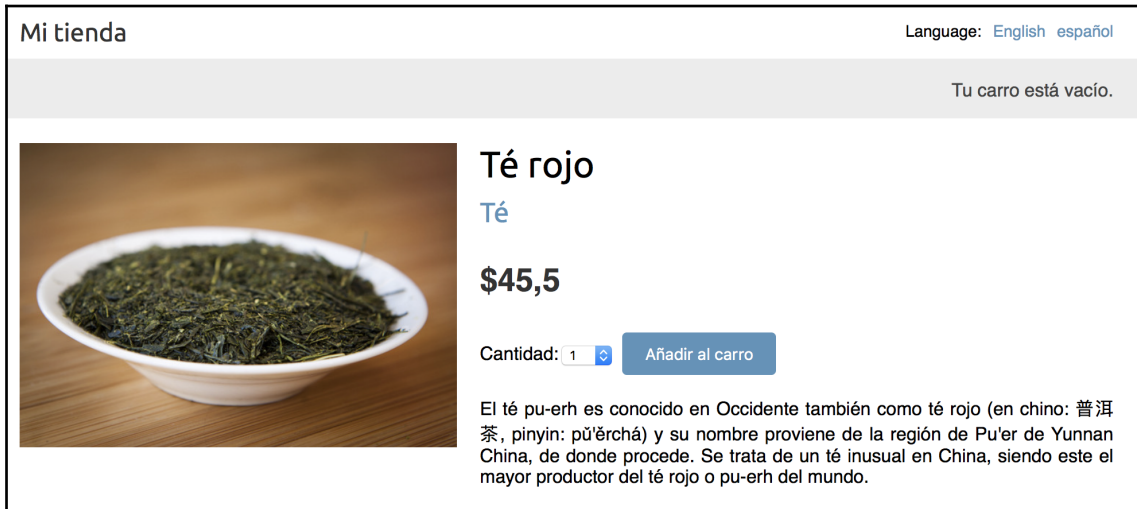 Mi tienda
Language: English español
Tu carro está vacío.
Té rojo
Té
$45,5
Cantidad: 1 Añadir al carro
El té pu-erh es conocido en Occidente también como té rojo (en chino: 普洱
茶, pinyin: pǔ'ěrchá) y su nombre proviene de la región de Pu'er de Yunnan
China, de donde procede. Se trata de un té inusual en China, siendo este el
mayor productor del té rojo o pu-erh del mundo.